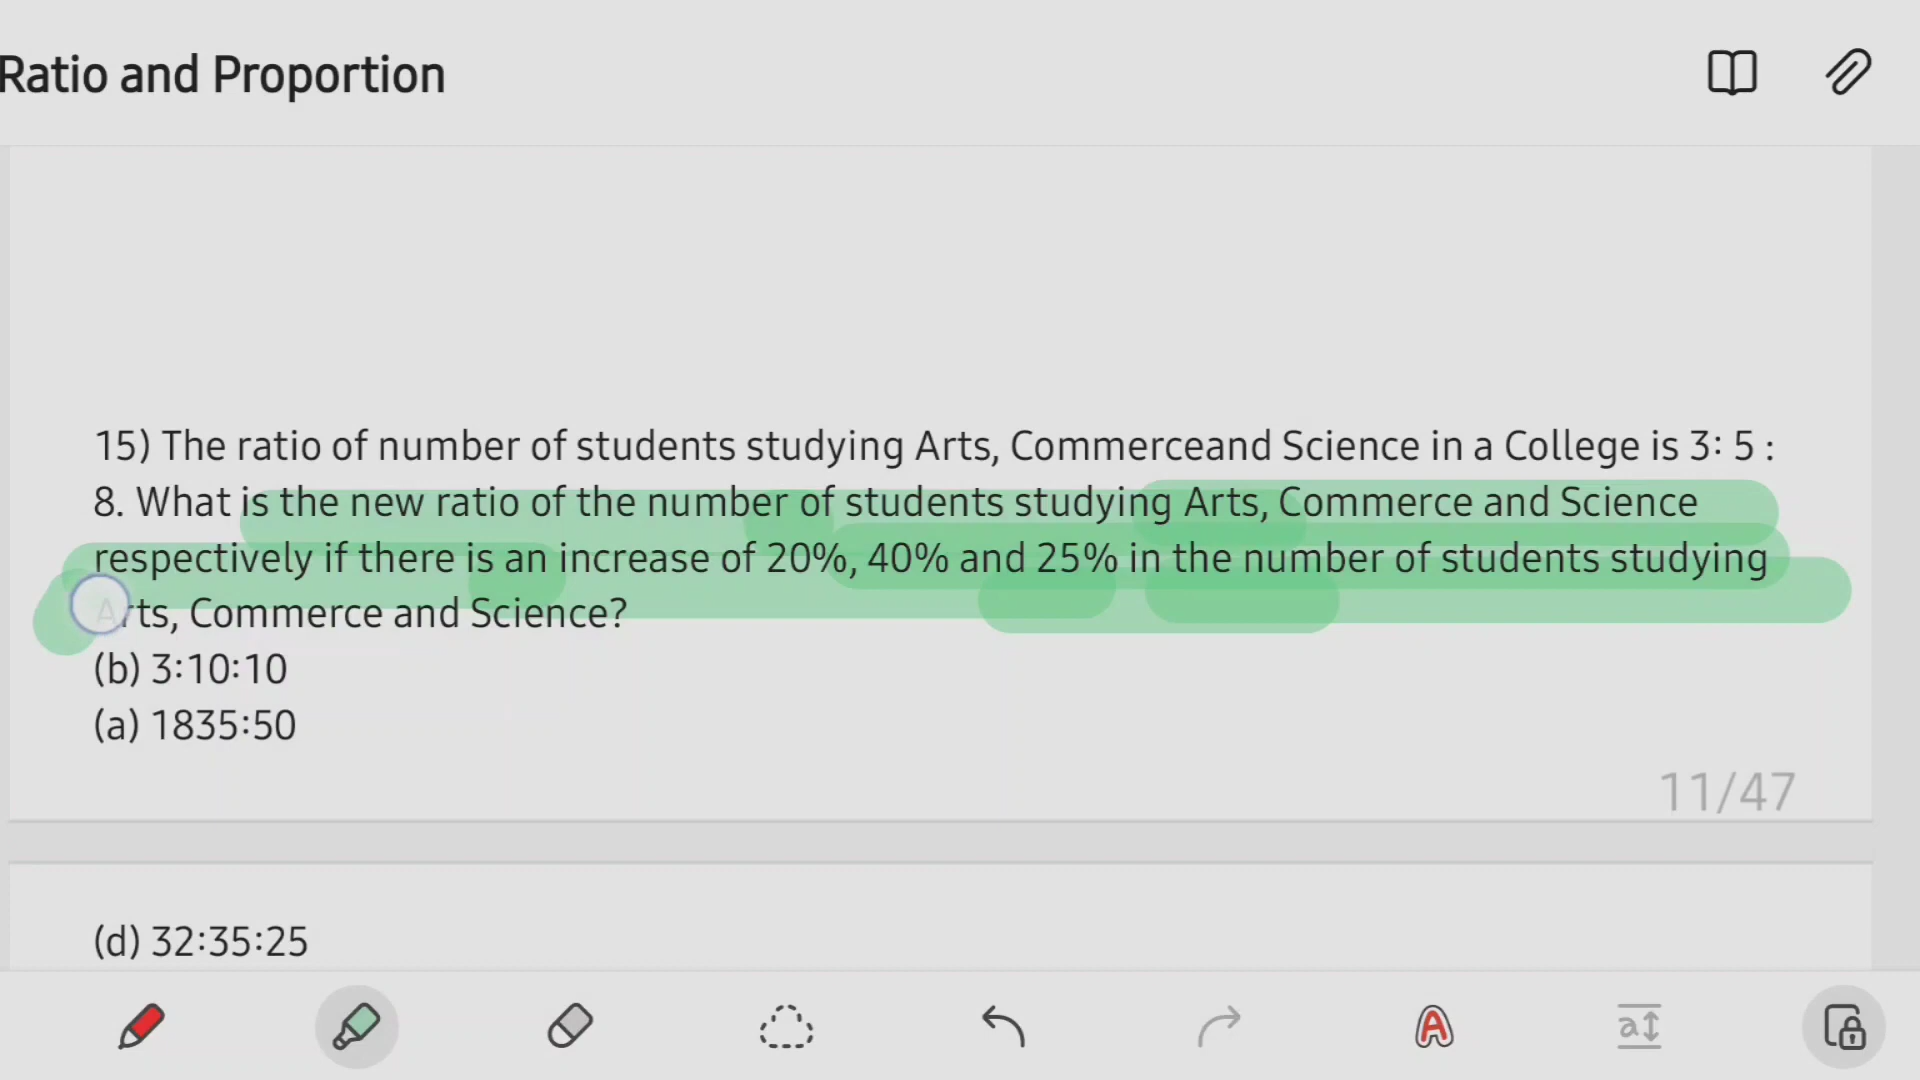 Ratio and Proportion
15) The ratio of number of students studying Arts, Commerceand Science in a College is 3: 5 :
8. What is the new ratio of the number of students studying Arts, Commerce and Science
respectively if there is an increase of 20%, 40% and 25% in the number of students studying
Arts, Commerce and Science?
(b) 3:10:10
(a) 1835:50
11/47
(d) 32:35:25